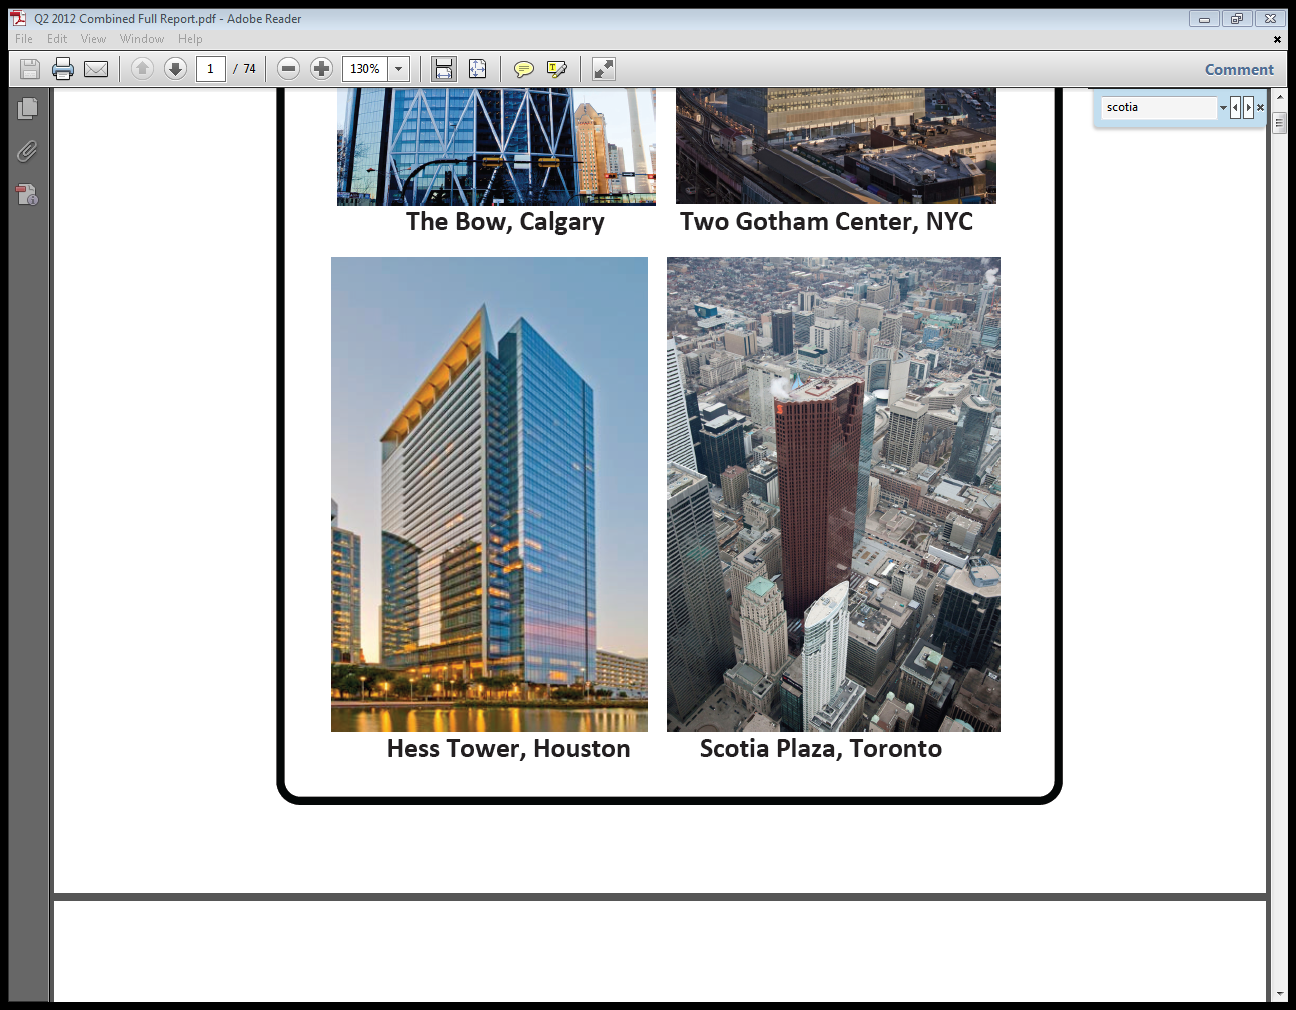 Q2 2012 Combined Full Report.pdf - Adobe Reader
File Edit View Window Help
1 / 74 130% Comment
scotia
The Bow, Calgary Two Gotham Center, NYC
Hess Tower, Houston Scotia Plaza, Toronto